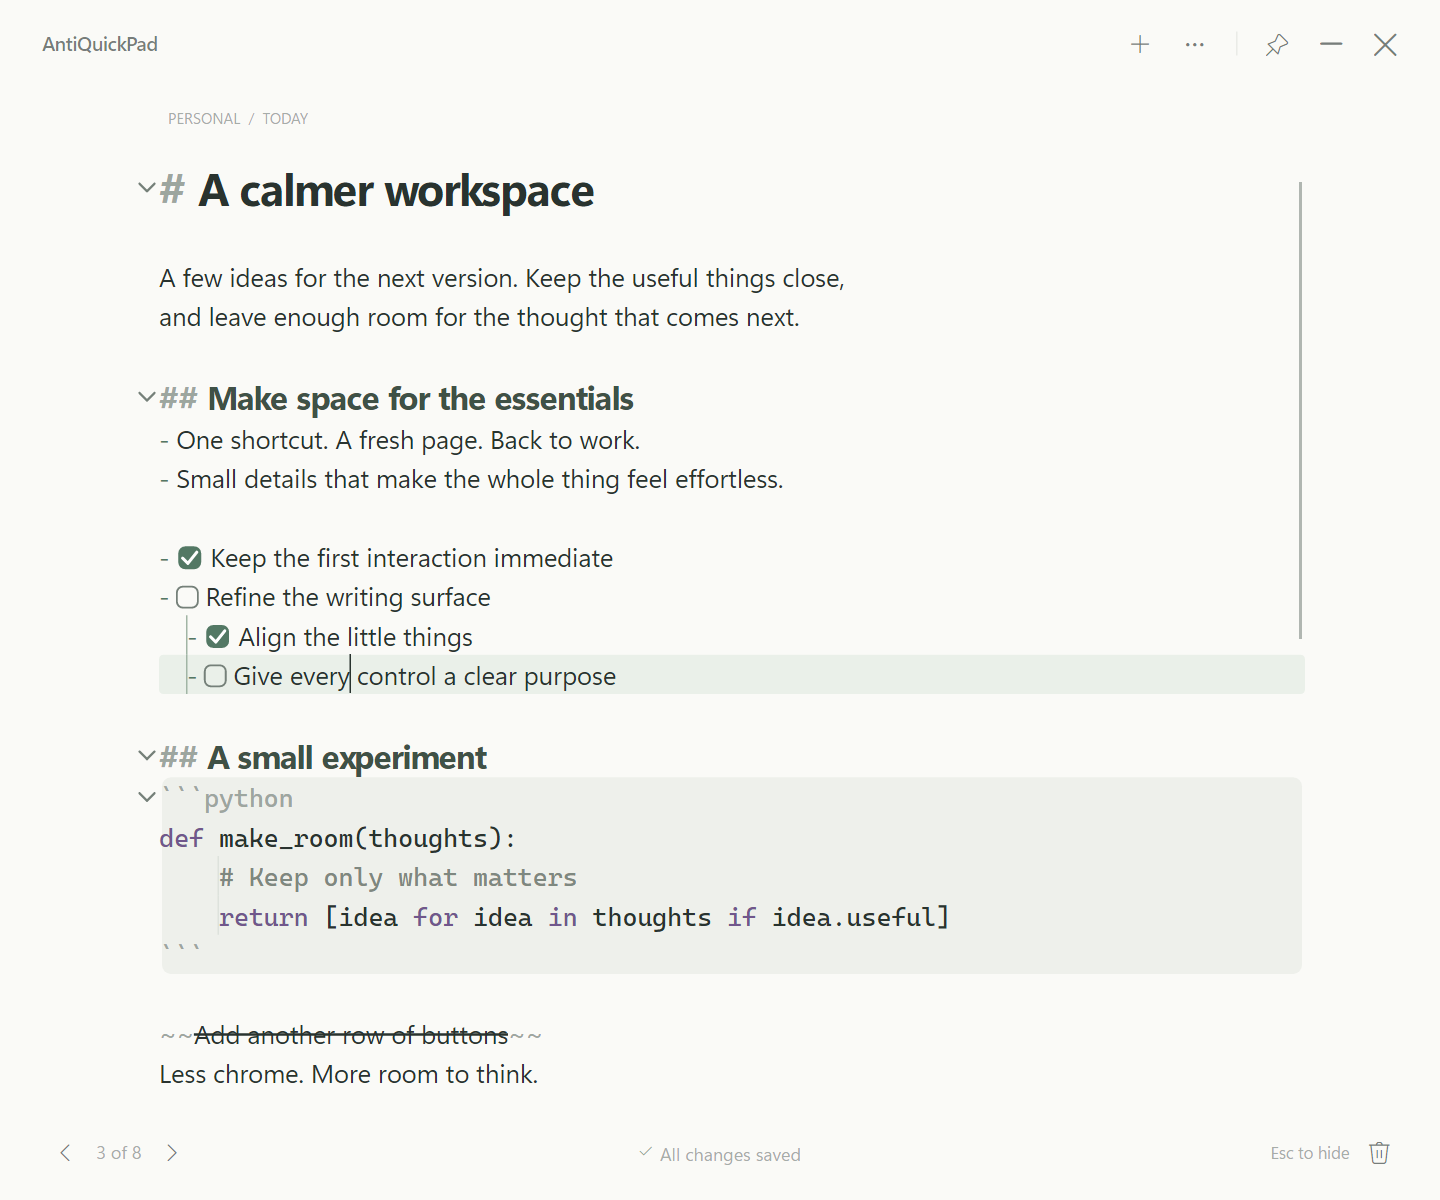 AntiQuickPad
PERSONAL / TODAY
# A calmer workspace
A few ideas for the next version. Keep the useful things close,
and leave enough room for the thought that comes next.
## Make space for the essentials
- One shortcut. A fresh page. Back to work.
- Small details that make the whole thing feel effortless.
- Keep the first interaction immediate
- Refine the writing surface
- Align the little things
- Give every control a clear purpose
## A small experiment
```python
def make_room(thoughts):
    # Keep only what matters
    return [idea for idea in thoughts if idea.useful]
```
~~Add another row of buttons~~
Less chrome. More room to think.
3 of 8
All changes saved
Esc to hide